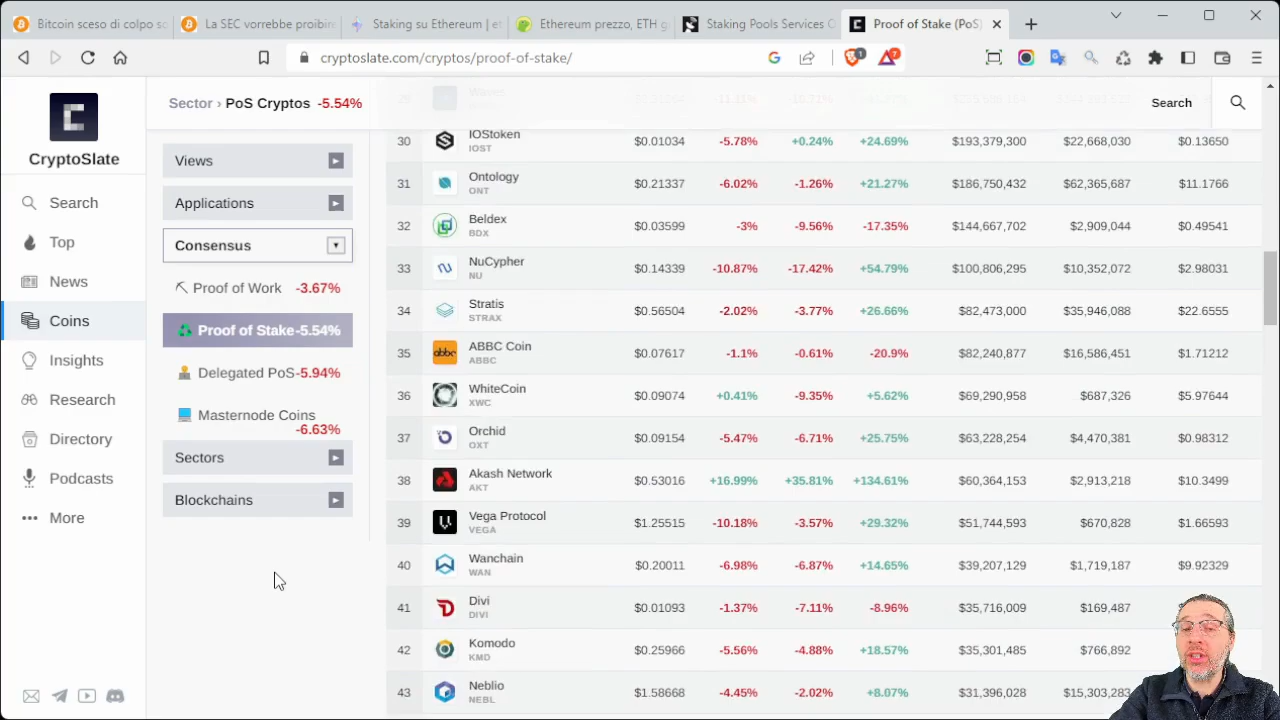 Bitcoin sceso di colpo so
La SEC vorrebbe proibire
Staking su Ethereum | et
Ethereum prezzo, ETH g
Staking Pools Services O
Proof of Stake (PoS)
cryptoslate.com/cryptos/proof-of-stake/
1
7
CryptoSlate
Search
Top
News
Coins
Insights
Research
Directory
Podcasts
More
Sector › PoS Cryptos -5.54%
Search
Views
Applications
Consensus
Proof of Work -3.67%
Proof of Stake -5.54%
Delegated PoS -5.94%
Masternode Coins
-6.63%
Sectors
Blockchains
29 Waves
30 IOStoken IOST $0.01034 -5.78% +0.24% +24.69% $193,379,300 $22,668,030 $0.13650
31 Ontology ONT $0.21337 -6.02% -1.26% +21.27% $186,750,432 $62,365,687 $11.1766
32 Beldex BDX $0.03599 -3% -9.56% -17.35% $144,667,702 $2,909,044 $0.49541
33 NuCypher NU $0.14339 -10.87% -17.42% +54.79% $100,806,295 $10,352,072 $2.98031
34 Stratis STRAX $0.56504 -2.02% -3.77% +26.66% $82,473,000 $35,946,088 $22.6555
35 abbc ABBC Coin ABBC $0.07617 -1.1% -0.61% -20.9% $82,240,877 $16,586,451 $1.71212
36 WhiteCoin XWC $0.09074 +0.41% -9.35% +5.62% $69,290,958 $687,326 $5.97644
37 Orchid OXT $0.09154 -5.47% -6.71% +25.75% $63,228,254 $4,470,381 $0.98312
38 Akash Network AKT $0.53016 +16.99% +35.81% +134.61% $60,364,153 $2,913,218 $10.3499
39 Vega Protocol VEGA $1.25515 -10.18% -3.57% +29.32% $51,744,593 $670,828 $1.66593
40 Wanchain WAN $0.20011 -6.98% -6.87% +14.65% $39,207,129 $1,719,187 $9.92329
41 Divi DIVI $0.01093 -1.37% -7.11% -8.96% $35,716,009 $169,487
42 Komodo KMD $0.25966 -5.56% -4.88% +18.57% $35,301,485 $766,892
43 Neblio NEBL $1.58668 -4.45% -2.02% +8.07% $31,396,028 $15,303,283